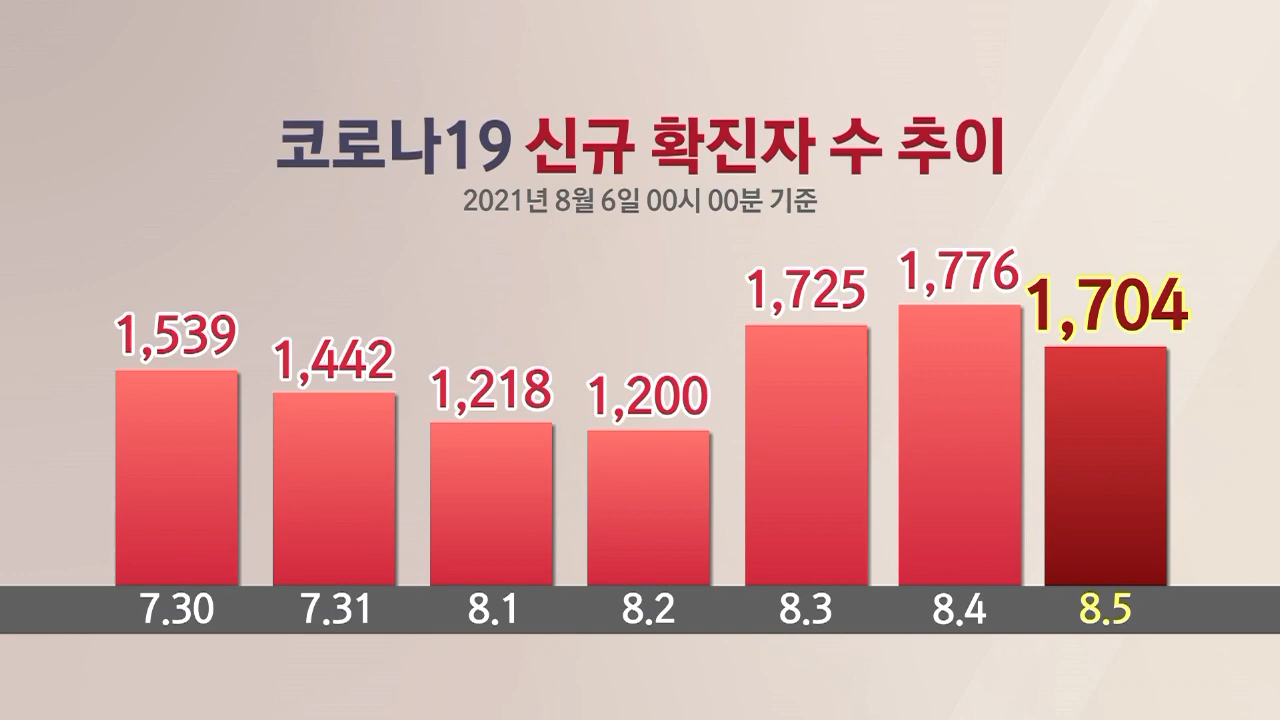 코로나19 신규 확진자 수 추이
2021년 8월 6일 00시 00분 기준
1,539 1,442 1,218 1,200 1,725 1,776 1,704
7.30 7.31 8.1 8.2 8.3 8.4 8.5